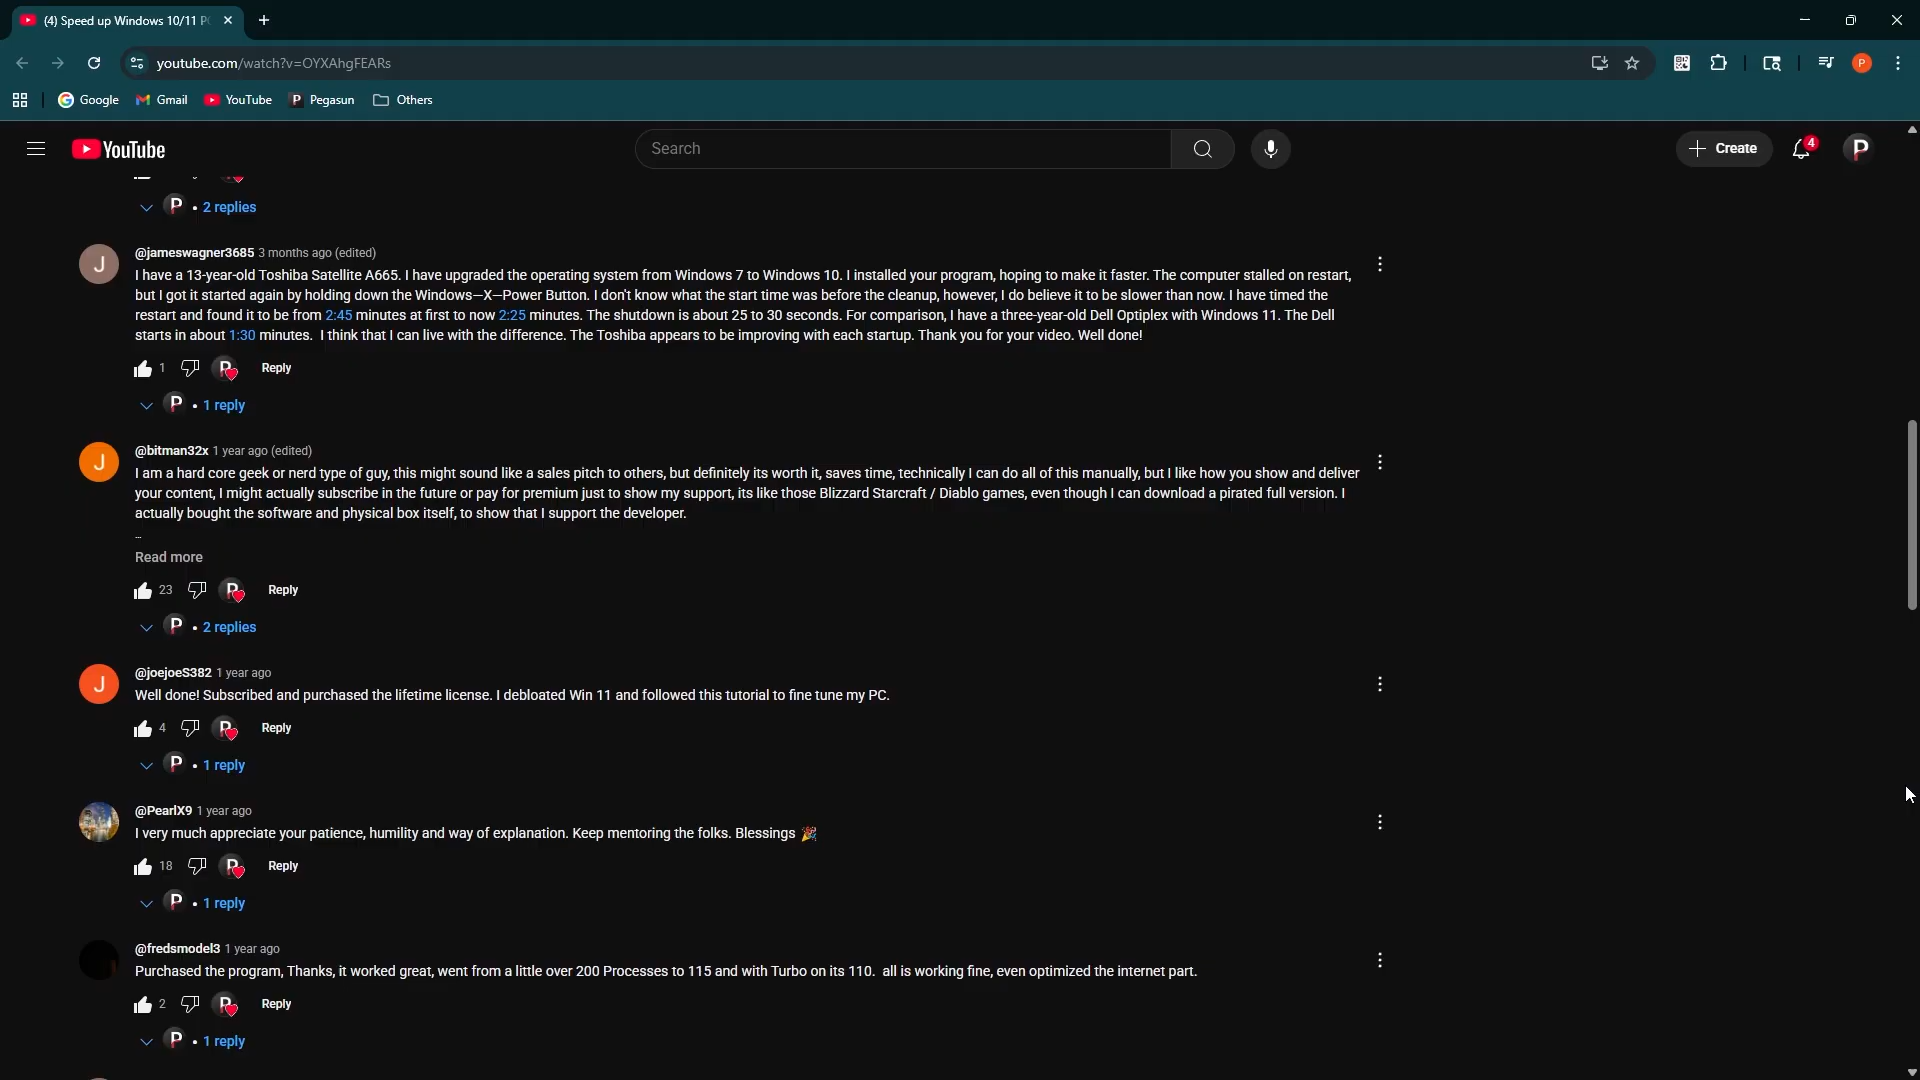 (4) Speed up Windows 10/11 P
youtube.com/watch?v=OYXAhgFEARs
P
Google
Gmail
YouTube
Pegasun
Others
YouTube
Search
Create
4
P
P • 2 replies
J
@jameswagner3685 3 months ago (edited)
I have a 13-year-old Toshiba Satellite A665. I have upgraded the operating system from Windows 7 to Windows 10. I installed your program, hoping to make it faster. The computer stalled on restart,
but I got it started again by holding down the Windows—X—Power Button. I don't know what the start time was before the cleanup, however, I do believe it to be slower than now. I have timed the
restart and found it to be from 2:45 minutes at first to now 2:25 minutes. The shutdown is about 25 to 30 seconds. For comparison, I have a three-year-old Dell Optiplex with Windows 11. The Dell
starts in about 1:30 minutes.  I think that I can live with the difference. The Toshiba appears to be improving with each startup. Thank you for your video. Well done!
1 P Reply
P • 1 reply
J
@bitman32x 1 year ago (edited)
I am a hard core geek or nerd type of guy, this might sound like a sales pitch to others, but definitely its worth it, saves time, technically I can do all of this manually, but I like how you show and deliver
your content, I might actually subscribe in the future or pay for premium just to show my support, its like those Blizzard Starcraft / Diablo games, even though I can download a pirated full version. I
actually bought the software and physical box itself, to show that I support the developer.
...
Read more
23 P Reply
P • 2 replies
J
@joejoeS382 1 year ago
Well done! Subscribed and purchased the lifetime license. I debloated Win 11 and followed this tutorial to fine tune my PC.
4 P Reply
P • 1 reply
@PearlX9 1 year ago
I very much appreciate your patience, humility and way of explanation. Keep mentoring the folks. Blessings 🎉
18 P Reply
P • 1 reply
@fredsmodel3 1 year ago
Purchased the program, Thanks, it worked great, went from a little over 200 Processes to 115 and with Turbo on its 110.  all is working fine, even optimized the internet part.
2 P Reply
P • 1 reply